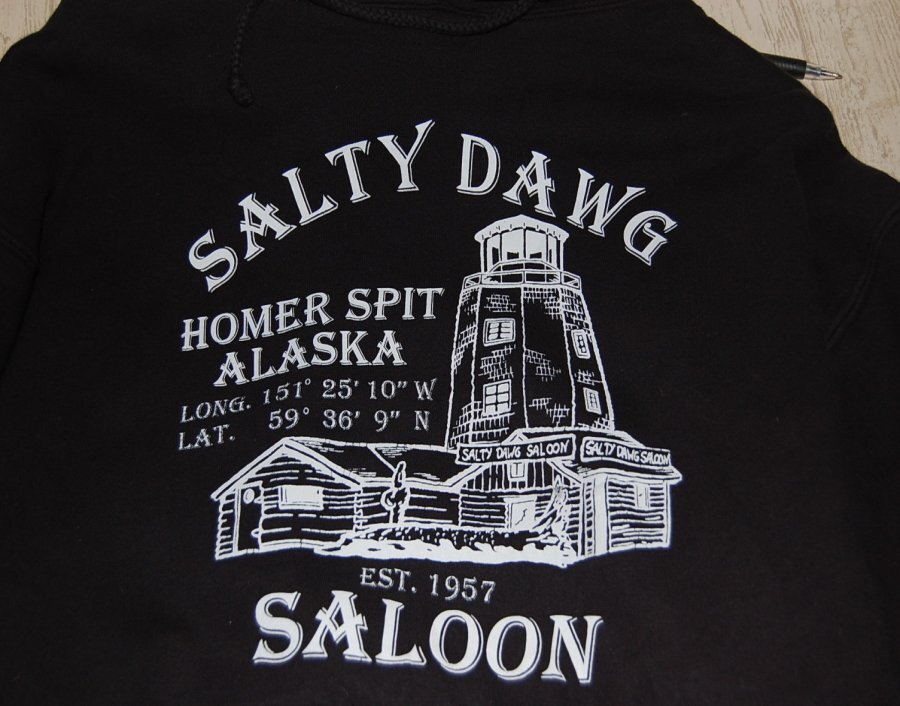 SALTY DAWG
HOMER SPIT
ALASKA
LONG. 151° 25' 10" W
LAT. 59° 36' 9" N
SALTY DAWG SALOON
SALTY DAWG SALOON
EST. 1957
SALOON